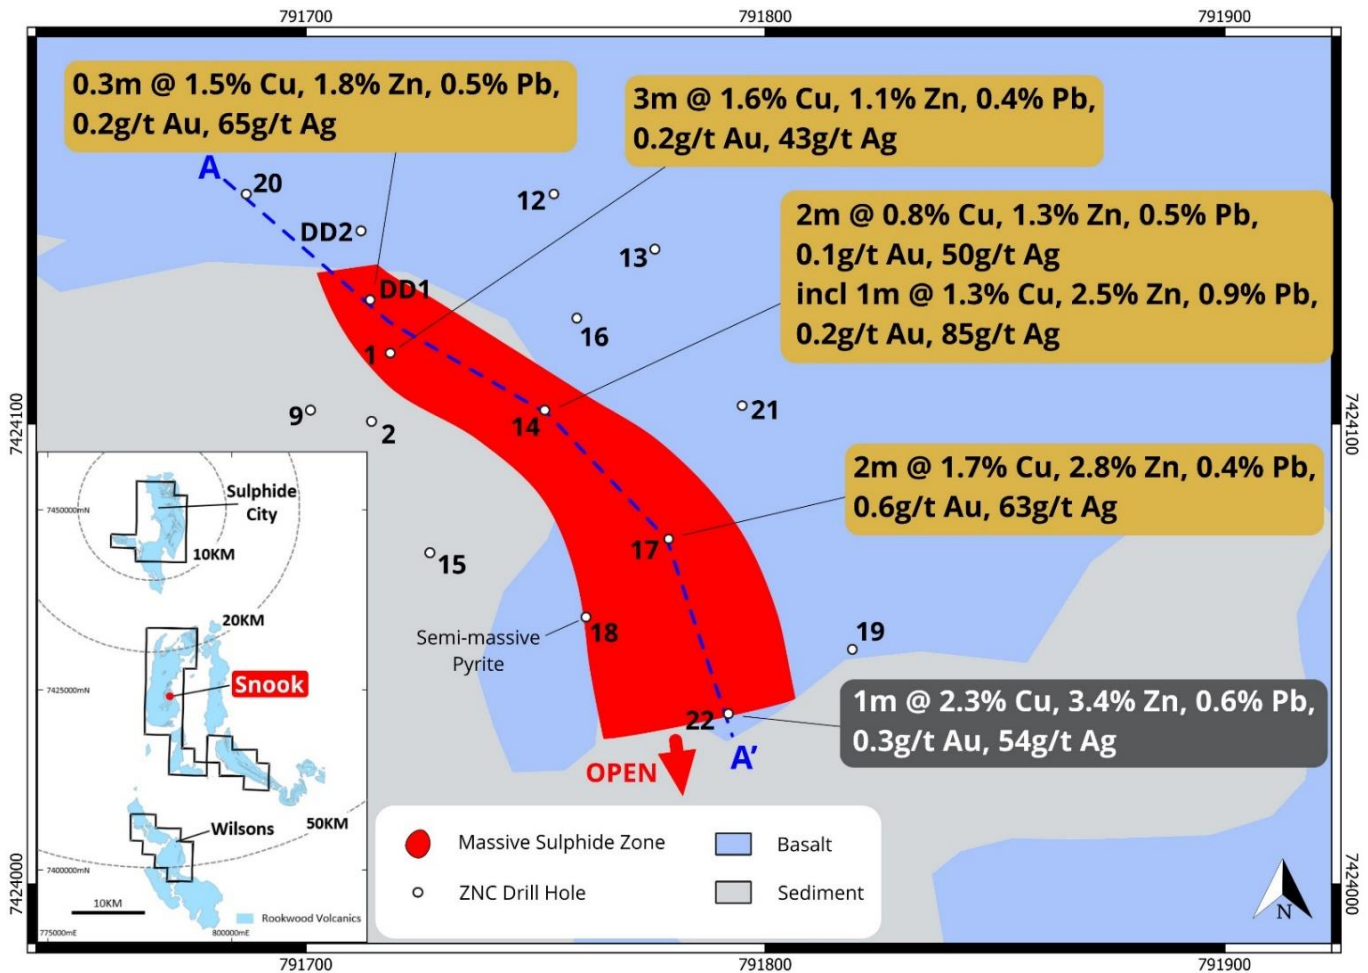 791700
791800
791900
0.3m @ 1.5% Cu, 1.8% Zn, 0.5% Pb,
0.2g/t Au, 65g/t Ag
3m @ 1.6% Cu, 1.1% Zn, 0.4% Pb,
0.2g/t Au, 43g/t Ag
A
20
12
2m @ 0.8% Cu, 1.3% Zn, 0.5% Pb,
0.1g/t Au, 50g/t Ag
incl 1m @ 1.3% Cu, 2.5% Zn, 0.9% Pb,
0.2g/t Au, 85g/t Ag
DD2
13
DD1
16
1
7424100
9
2
14
21
7424100
2m @ 1.7% Cu, 2.8% Zn, 0.4% Pb,
0.6g/t Au, 63g/t Ag
17
15
18
Semi-massive
Pyrite
19
1m @ 2.3% Cu, 3.4% Zn, 0.6% Pb,
0.3g/t Au, 54g/t Ag
22
A'
OPEN
Sulphide
City
7450000mN
10KM
20KM
Snook
7425000mN
Wilsons
50KM
7400000mN
10KM
Rookwood Volcanics
775000mE
800000mE
Massive Sulphide Zone
Basalt
ZNC Drill Hole
Sediment
7424000
7424000
N
791700
791800
791900